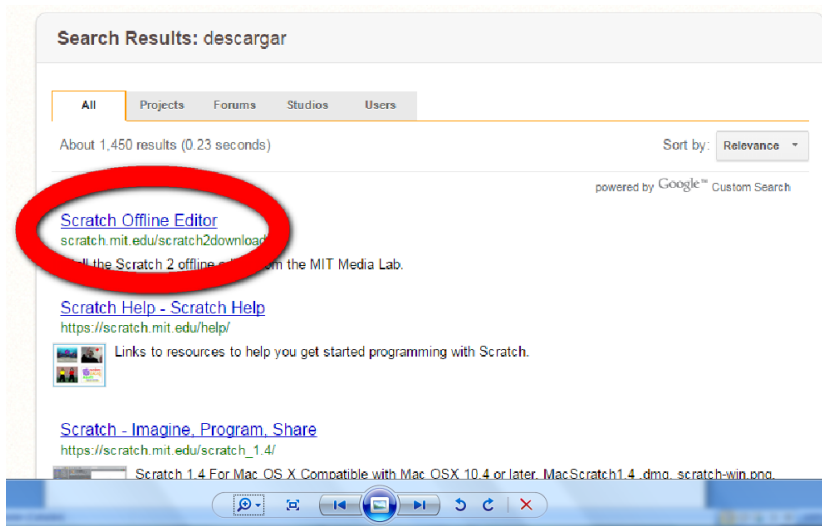 Search Results: descargar
All Projects Forums Studios Users
About 1,450 results (0.23 seconds)
Sort by: Relevance
powered by Google™ Custom Search
Scratch Offline Editor
scratch.mit.edu/scratch2download
the Scratch 2 offline from the MIT Media Lab.
Scratch Help - Scratch Help
https://scratch.mit.edu/help/
Links to resources to help you get started programming with Scratch.
Scratch - Imagine, Program, Share
https://scratch.mit.edu/scratch_1.4/
Scratch 1.4 For Mac OS X Compatible with Mac OSX 10.4 or later. MacScratch1.4 .dmg. scratch-win.png.